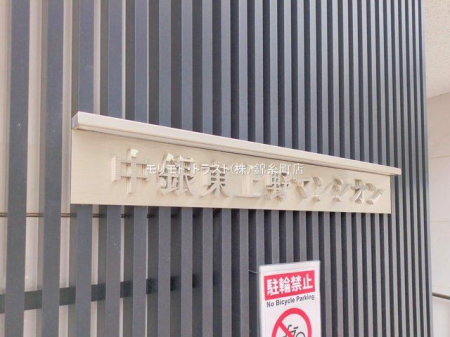 中銀東上野マンシオン
モリモト・トラスト(株)錦糸町店
駐輪禁止
No Bicycle Parking